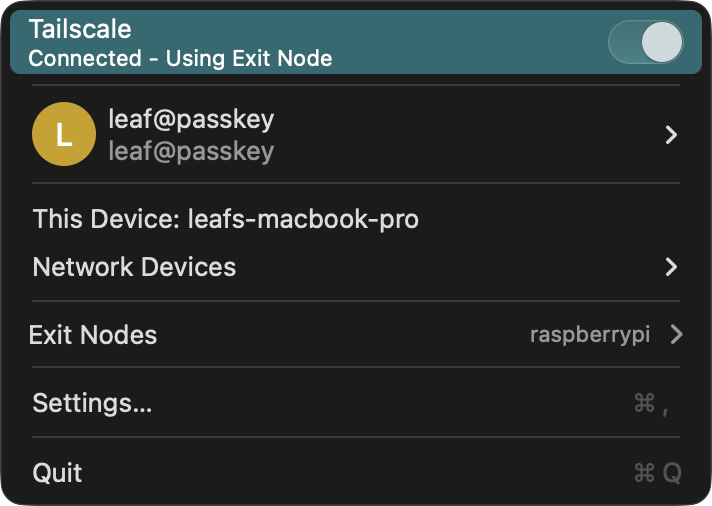 Tailscale
Connected - Using Exit Node
L
leaf@passkey
leaf@passkey
This Device: leafs-macbook-pro
Network Devices
Exit Nodes raspberrypi
Settings... ⌘ ,
Quit ⌘ Q